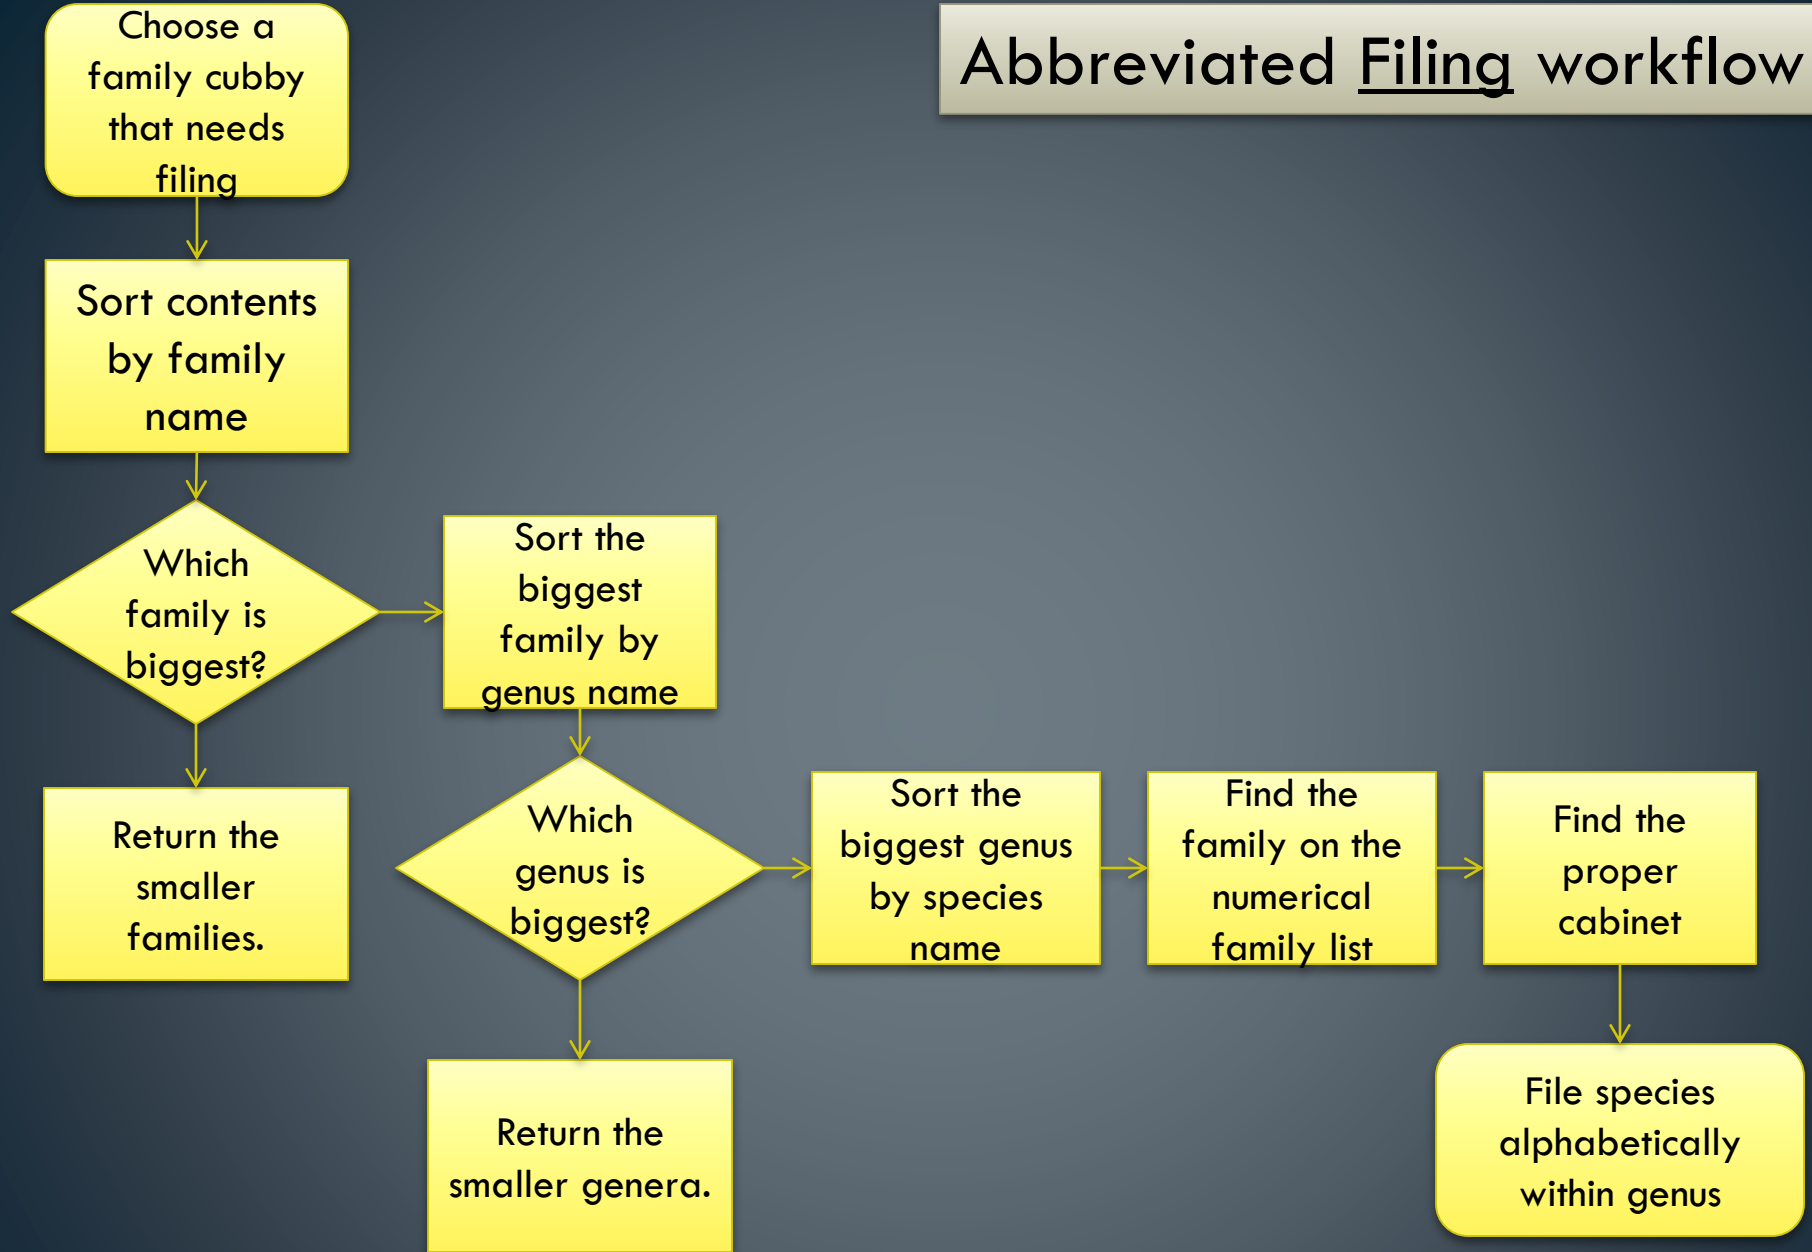 Abbreviated Filing workflow
Choose a
family cubby
that needs
filing
Sort contents
by family
name
Which
family is
biggest?
Return the
smaller
families.
Sort the
biggest
family by
genus name
Which
genus is
biggest?
Return the
smaller genera.
Sort the
biggest genus
by species
name
Find the
family on the
numerical
family list
Find the
proper
cabinet
File species
alphabetically
within genus